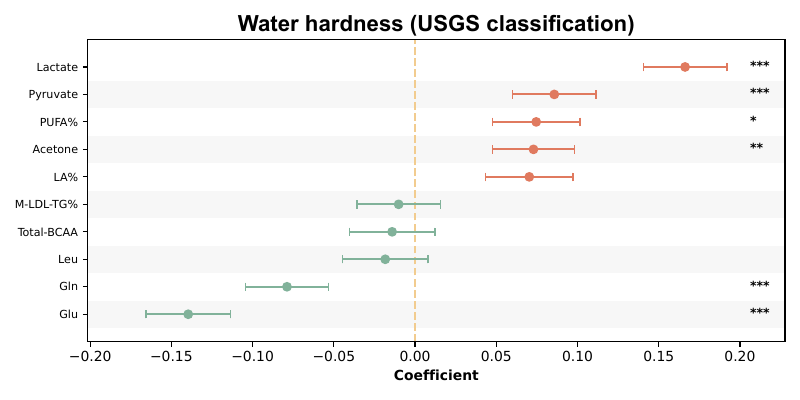 Water hardness (USGS classification)
Lactate ***
Pyruvate ***
PUFA% *
Acetone **
LA%
M-LDL-TG%
Total-BCAA
Leu
Gln ***
Glu ***
−0.20 −0.15 −0.10 −0.05 0.00 0.05 0.10 0.15 0.20
Coefficient